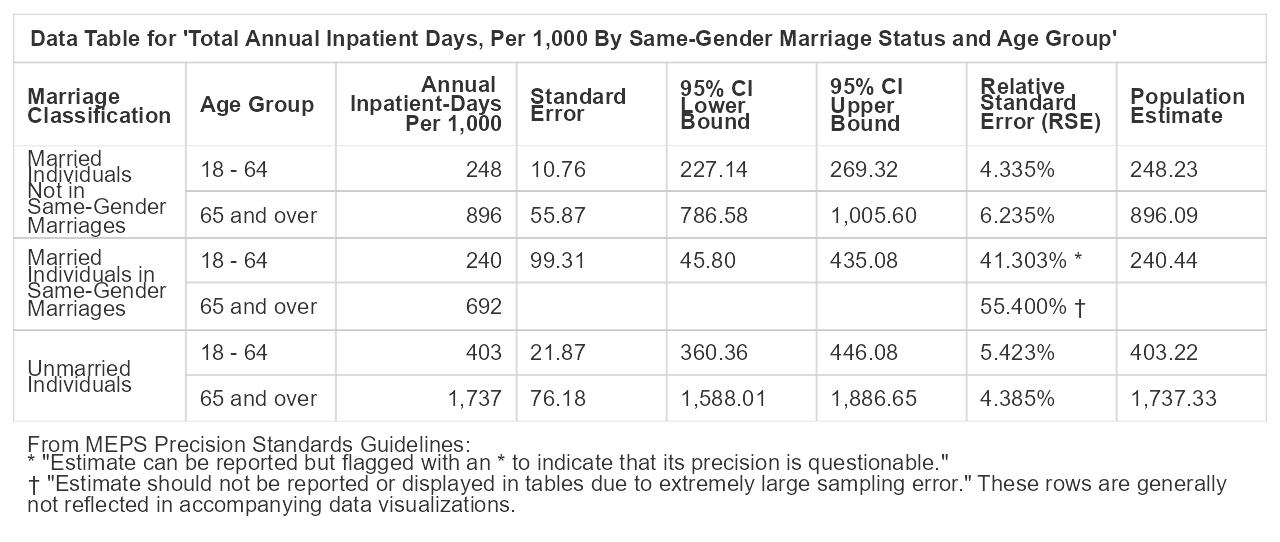 Data Table for 'Total Annual Inpatient Days, Per 1,000 By Same-Gender Marriage Status and Age Group'
Marriage Classification Age Group Annual Inpatient-Days Per 1,000 Standard Error 95% CI Lower Bound 95% CI Upper Bound Relative Standard Error (RSE) Population Estimate
Married Individuals Not in Same-Gender Marriages 18 - 64 248 10.76 227.14 269.32 4.335% 248.23
65 and over 896 55.87 786.58 1,005.60 6.235% 896.09
Married Individuals in Same-Gender Marriages 18 - 64 240 99.31 45.80 435.08 41.303% * 240.44
65 and over 692 55.400% †
Unmarried Individuals 18 - 64 403 21.87 360.36 446.08 5.423% 403.22
65 and over 1,737 76.18 1,588.01 1,886.65 4.385% 1,737.33
From MEPS Precision Standards Guidelines:
* "Estimate can be reported but flagged with an * to indicate that its precision is questionable."
† "Estimate should not be reported or displayed in tables due to extremely large sampling error." These rows are generally
not reflected in accompanying data visualizations.